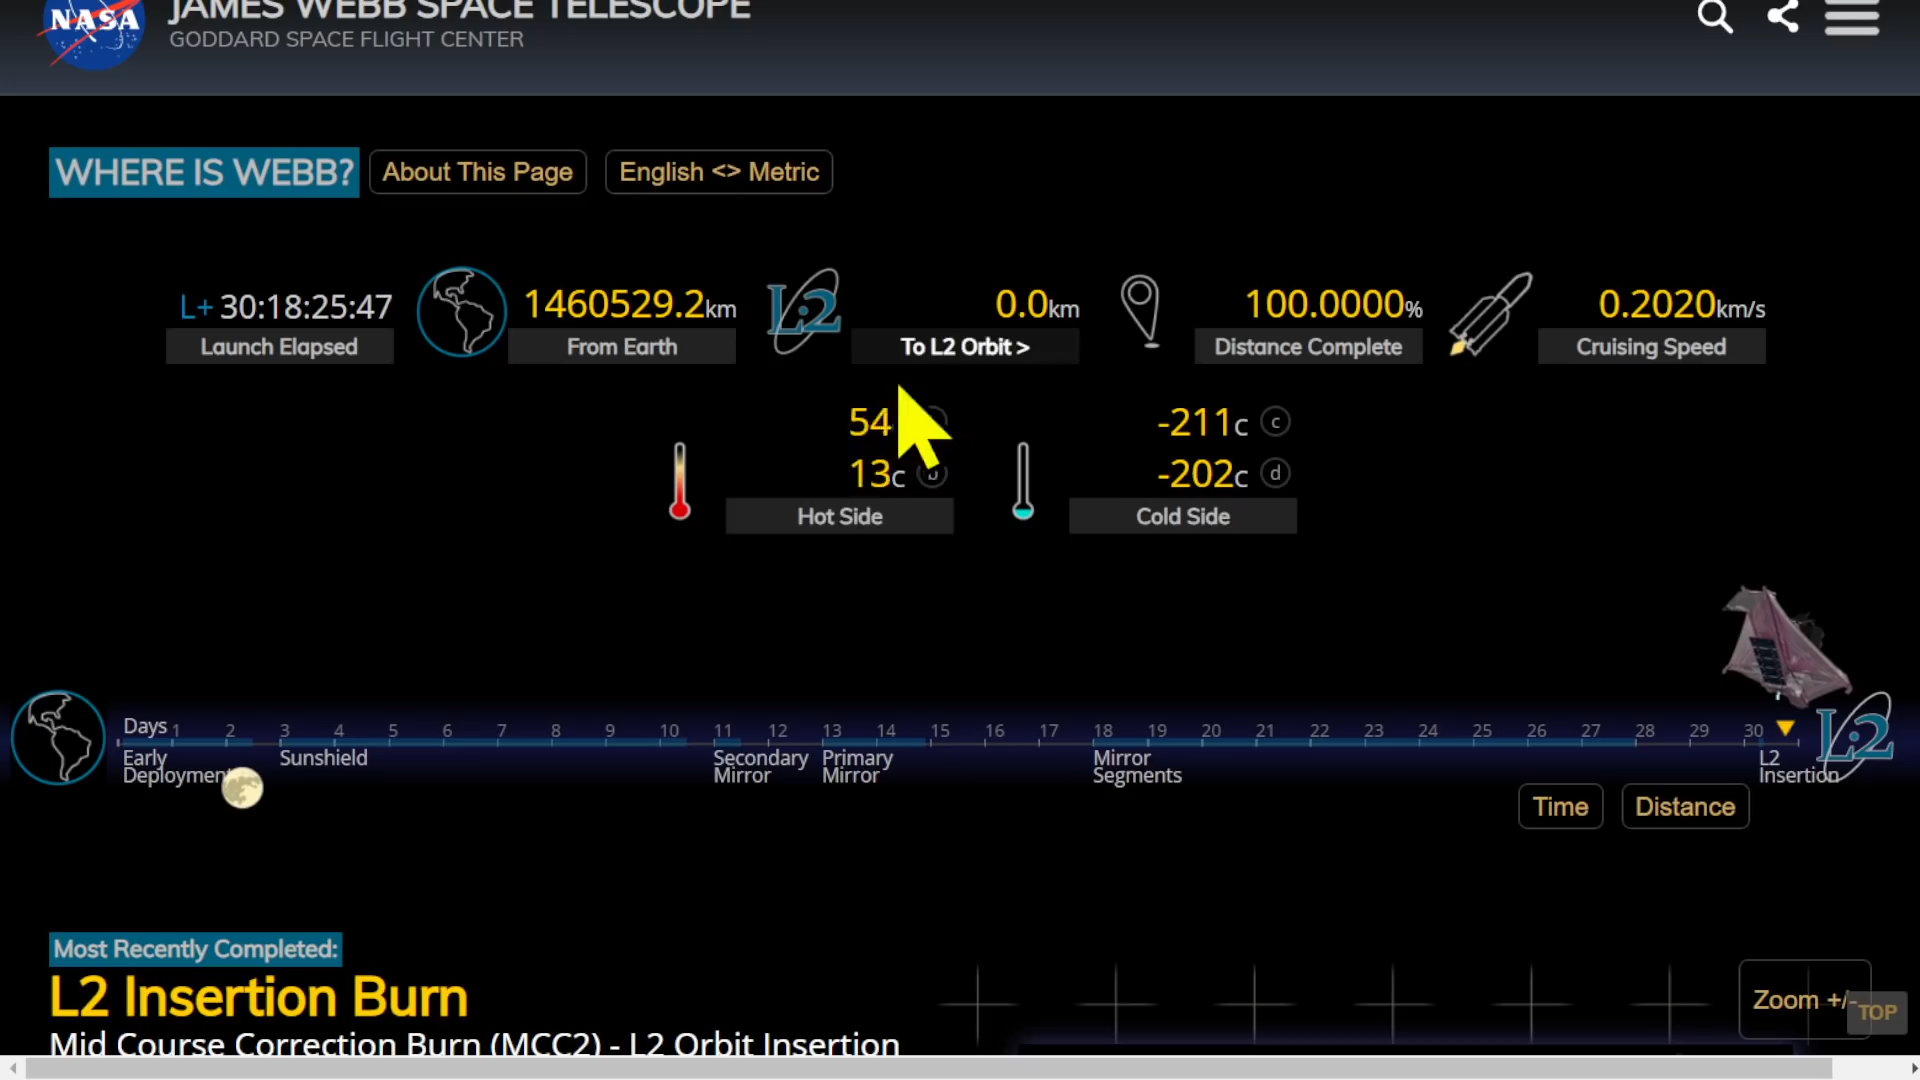 NASA
JAMES WEBB SPACE TELESCOPE
GODDARD SPACE FLIGHT CENTER
WHERE IS WEBB?
About This Page
English <> Metric
L+ 30:18:25:47
Launch Elapsed
1460529.2km
From Earth
L2
0.0km
To L2 Orbit >
100.0000%
Distance Complete
0.2020km/s
Cruising Speed
54
13c
Hot Side
-211c c
-202c d
Cold Side
Days 1 2 3 4 5 6 7 8 9 10 11 12 13 14 15 16 17 18 19 20 21 22 23 24 25 26 27 28 29 30
Early
Deployment
Sunshield
Secondary
Mirror
Primary
Mirror
Mirror
Segments
L2
Insertion
L2
Time
Distance
Most Recently Completed:
L2 Insertion Burn
Mid Course Correction Burn (MCC2) - L2 Orbit Insertion
Zoom +/-
TOP